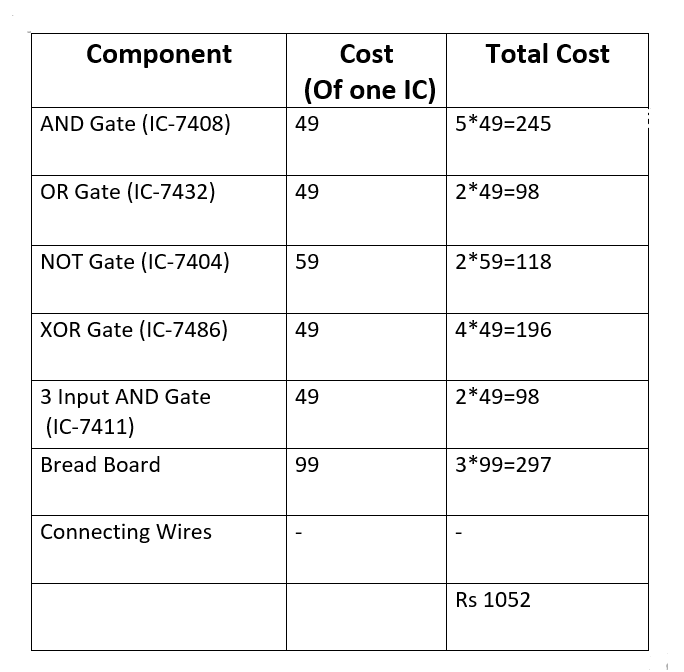 Component Cost Total Cost
(Of one IC)
AND Gate (IC-7408) 49 5*49=245
OR Gate (IC-7432) 49 2*49=98
NOT Gate (IC-7404) 59 2*59=118
XOR Gate (IC-7486) 49 4*49=196
3 Input AND Gate 49 2*49=98
(IC-7411)
Bread Board 99 3*99=297
Connecting Wires - -
Rs 1052